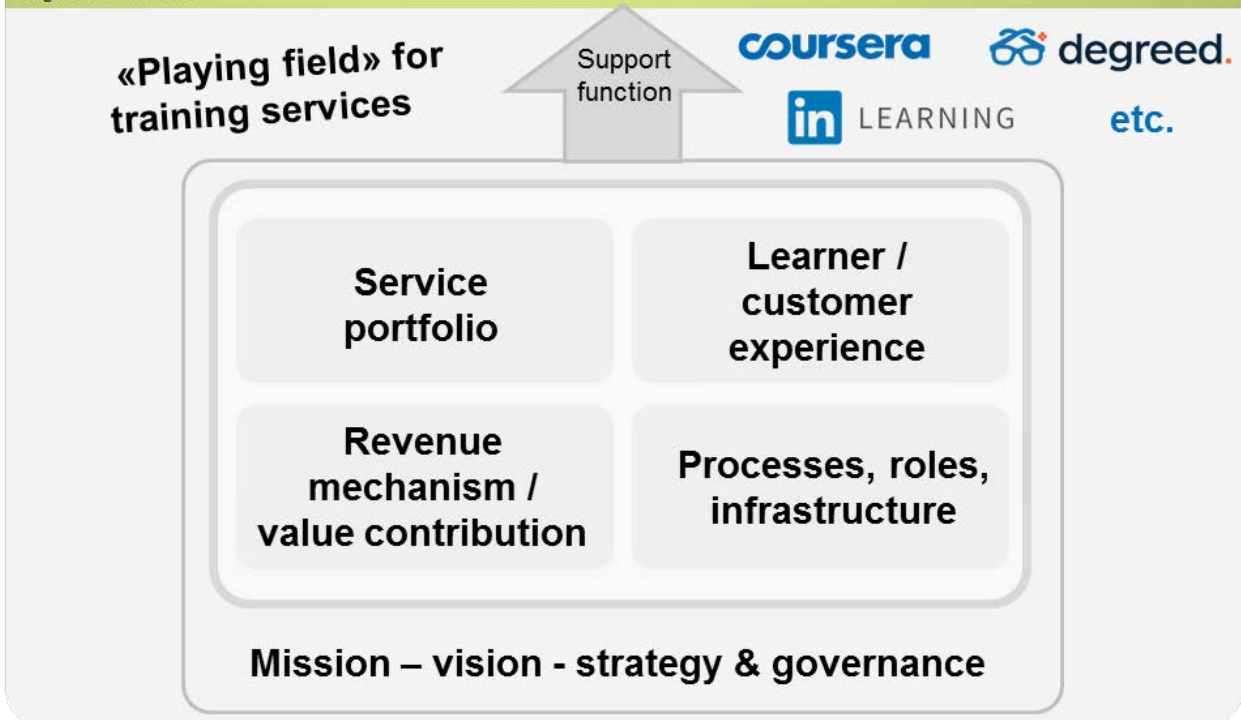 «Playing field» for
training services
Support
function
coursera
degreed.
in LEARNING
etc.
Service
portfolio
Learner /
customer
experience
Revenue
mechanism /
value contribution
Processes, roles,
infrastructure
Mission – vision - strategy & governance